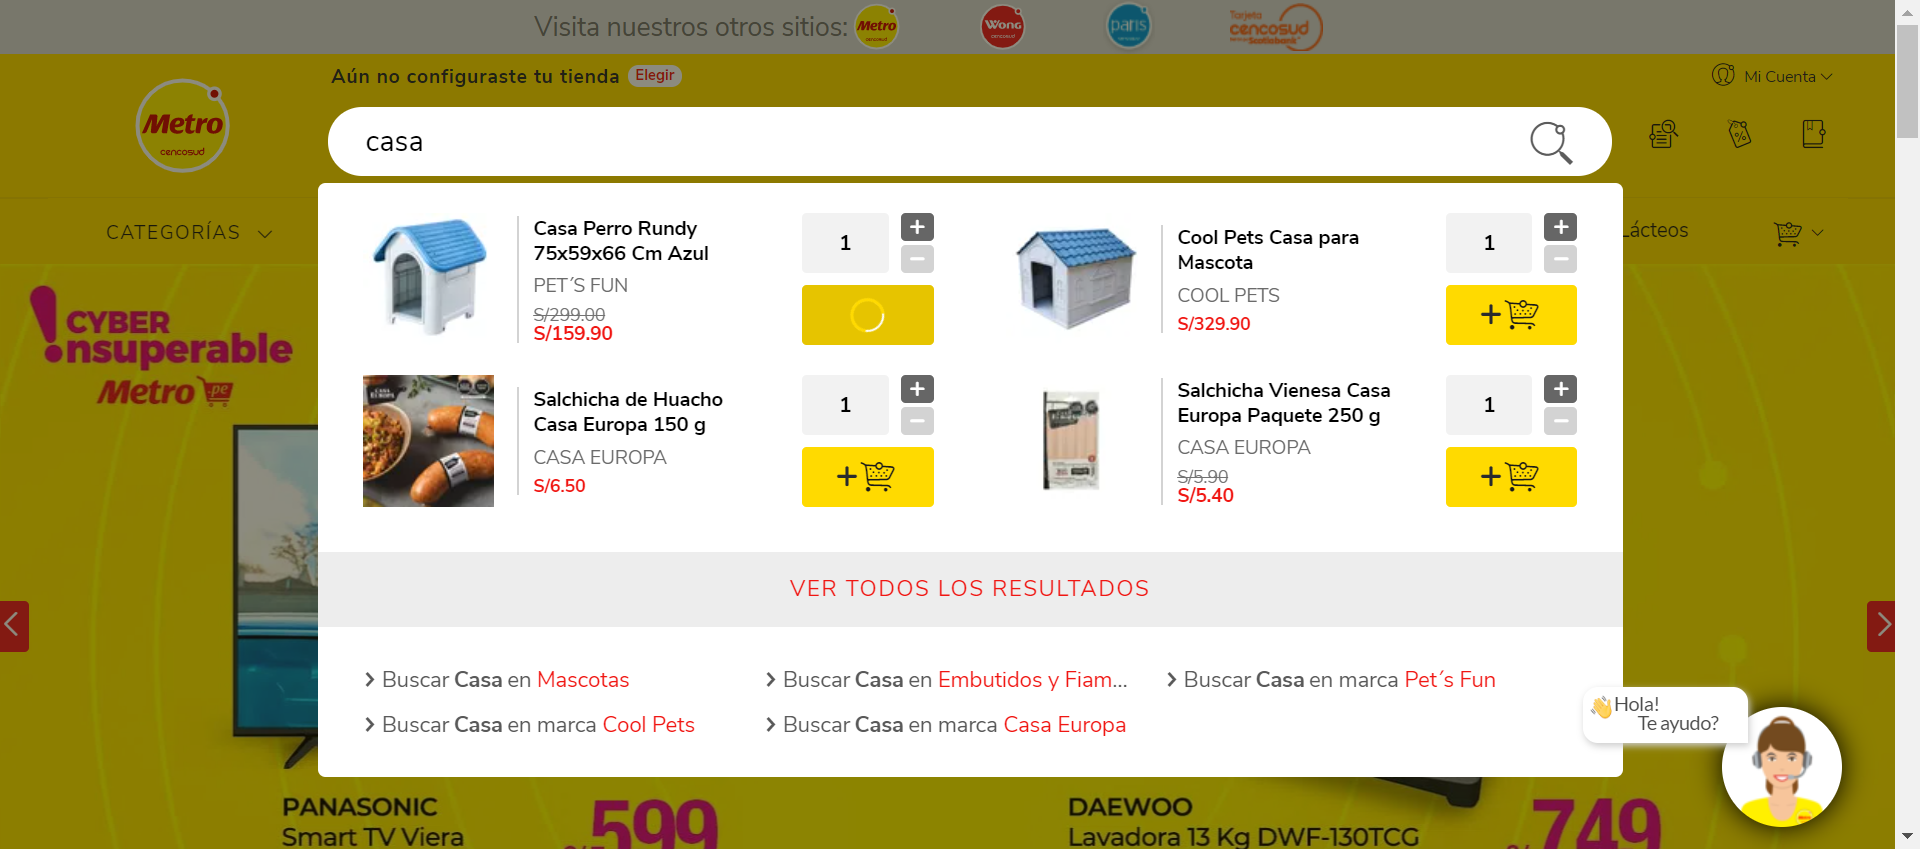 Visita nuestros otros sitios:
Metro
cencosud
Wong
cencosud
paris
cencosud
Tarjeta
cencosud
Scotiabank
Aún no configuraste tu tienda
Elegir
Mi Cuenta
Metro
cencosud
casa
CATEGORÍAS
Lácteos
Casa Perro Rundy
75x59x66 Cm Azul
PET´S FUN
S/299.00
S/159.90
1
+
−
Cool Pets Casa para
Mascota
COOL PETS
S/329.90
1
+
−
+
Salchicha de Huacho
Casa Europa 150 g
CASA EUROPA
S/6.50
1
+
−
+
Salchicha Vienesa Casa
Europa Paquete 250 g
CASA EUROPA
S/5.90
S/5.40
1
+
−
+
VER TODOS LOS RESULTADOS
Buscar Casa en Mascotas
Buscar Casa en Embutidos y Fiam...
Buscar Casa en marca Pet´s Fun
Buscar Casa en marca Cool Pets
Buscar Casa en marca Casa Europa
CYBER
!nsuperable
Metro pe
👋Hola!
Te ayudo?
PANASONIC
Smart TV Viera
599
DAEWOO
Lavadora 13 Kg DWF-130TCG
749